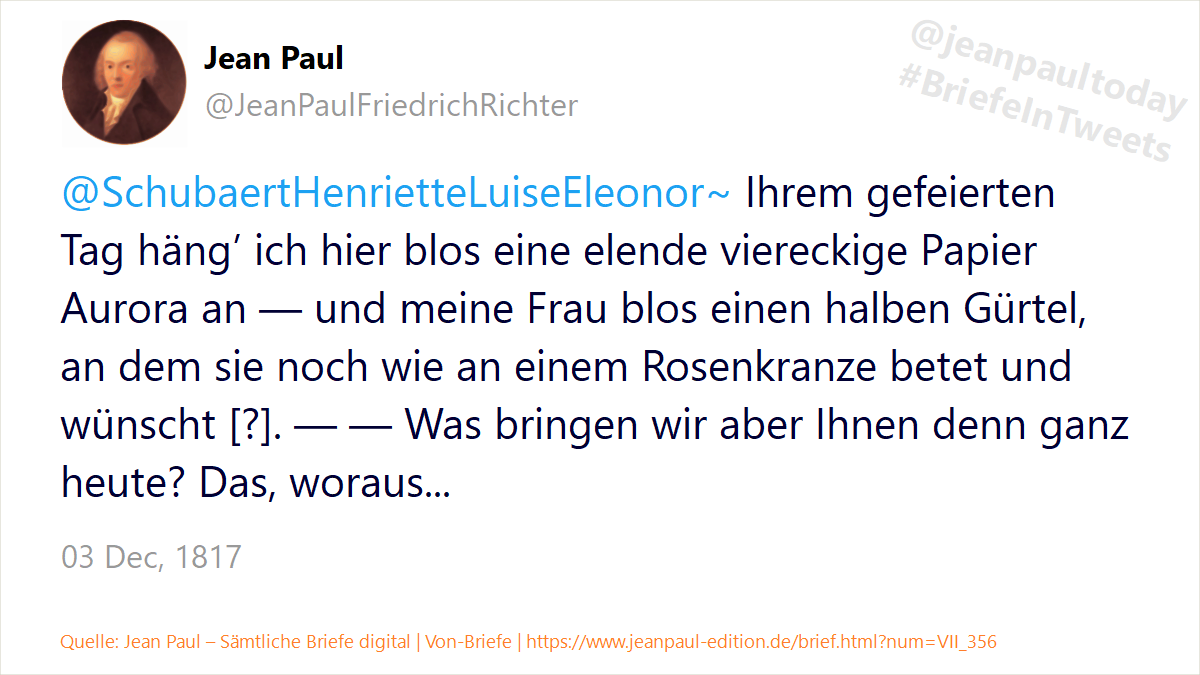 Jean Paul
@JeanPaulFriedrichRichter
@jeanpaultoday
#BriefeInTweets
@SchubaertHenrietteLuiseEleonor~ Ihrem gefeierten
Tag häng’ ich hier blos eine elende viereckige Papier
Aurora an — und meine Frau blos einen halben Gürtel,
an dem sie noch wie an einem Rosenkranze betet und
wünscht [?]. — — Was bringen wir aber Ihnen denn ganz
heute? Das, woraus...
03 Dec, 1817
Quelle: Jean Paul – Sämtliche Briefe digital | Von-Briefe | https://www.jeanpaul-edition.de/brief.html?num=VII_356